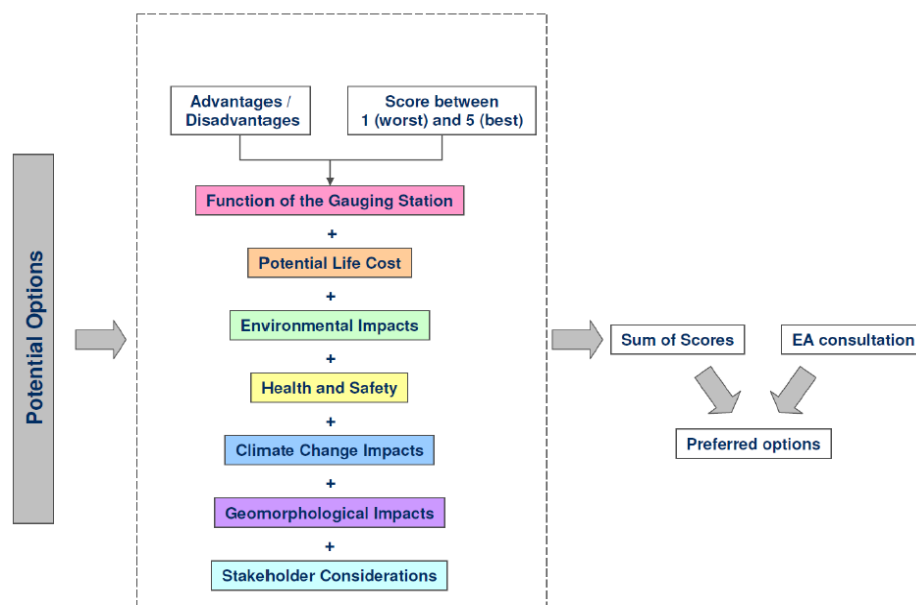 Potential Options
Advantages /
Disadvantages
Score between
1 (worst) and 5 (best)
Function of the Gauging Station
+
Potential Life Cost
+
Environmental Impacts
+
Health and Safety
+
Climate Change Impacts
+
Geomorphological Impacts
+
Stakeholder Considerations
Sum of Scores
EA consultation
Preferred options